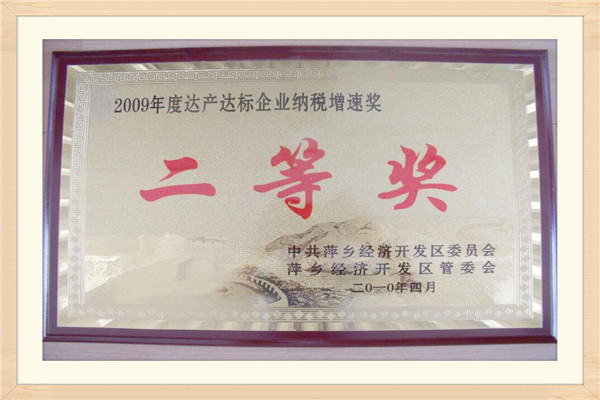 2009年度达产达标企业纳税增速奖
二等奖
中共萍乡经济开发区委员会
萍乡经济开发区管委会
二0一0年四月